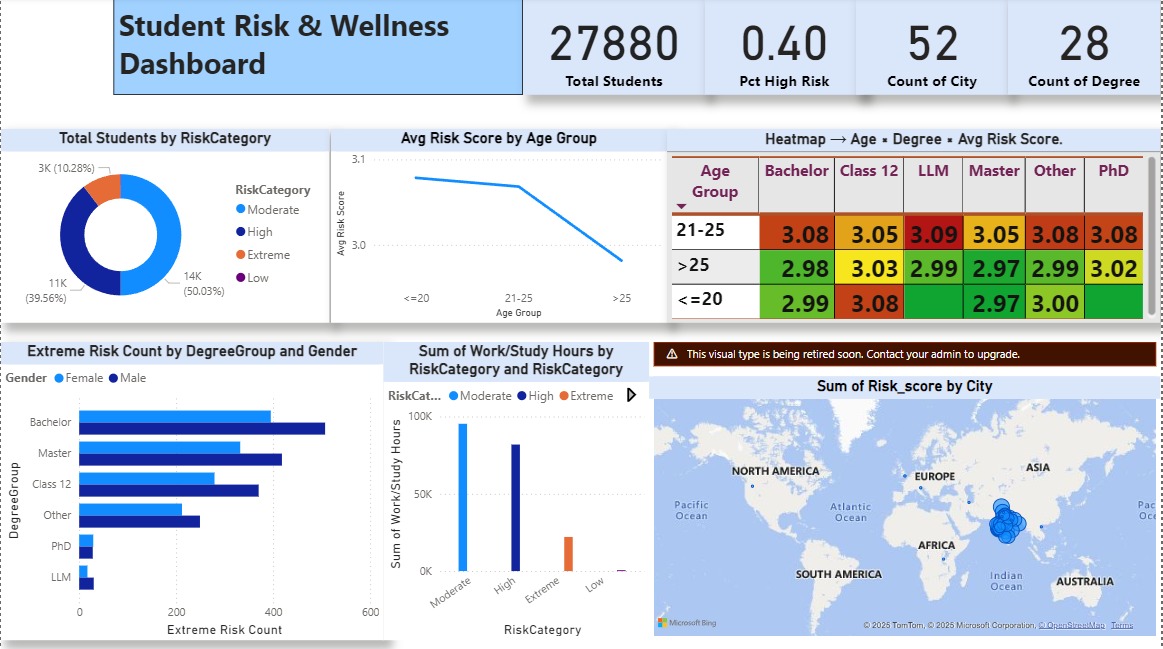 Student Risk & Wellness
Dashboard
27880
Total Students
0.40
Pct High Risk
52
Count of City
28
Count of Degree
Total Students by RiskCategory
3K (10.28%)
11K
(39.56%)
14K
(50.03%)
RiskCategory
Moderate
High
Extreme
Low
Avg Risk Score by Age Group
3.1
3.0
Avg Risk Score
<=20 21-25 >25
Age Group
Heatmap → Age × Degree × Avg Risk Score.
Age Group Bachelor Class 12 LLM Master Other PhD
21-25 3.08 3.05 3.09 3.05 3.08 3.08
>25 2.98 3.03 2.99 2.97 2.99 3.02
<=20 2.99 3.08 2.97 3.00
Extreme Risk Count by DegreeGroup and Gender
Gender Female Male
DegreeGroup
Bachelor
Master
Class 12
Other
PhD
LLM
0 200 400 600
Extreme Risk Count
Sum of Work/Study Hours by
RiskCategory and RiskCategory
RiskCat... Moderate High Extreme
Sum of Work/Study Hours
100K
50K
0K
Moderate High Extreme Low
RiskCategory
This visual type is being retired soon. Contact your admin to upgrade.
Sum of Risk_score by City
NORTH AMERICA
EUROPE
ASIA
Pacific
Ocean
Atlantic
Ocean
Pac
Oc
AFRICA
SOUTH AMERICA
Indian
Ocean
AUSTRALIA
Microsoft Bing
© 2025 TomTom, © 2025 Microsoft Corporation, © OpenStreetMap Terms